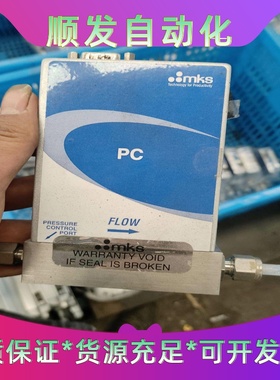 顺发自动化
mks
Technology for Productivity
PC
PRESSURE
CONTROL
PORT
FLOW
mks
WARRANTY VOID
IF SEAL IS BROKEN
质保证*货源充足*可开发